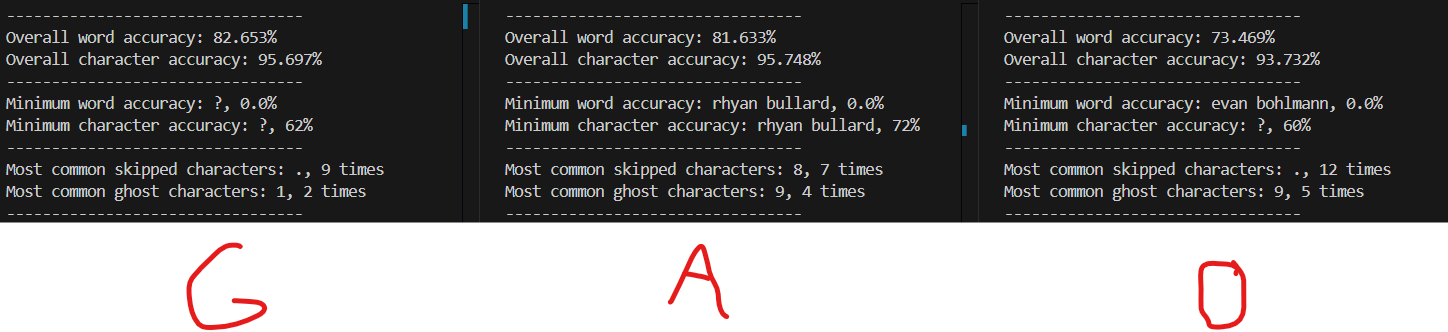 ---------------------------------
Overall word accuracy: 82.653%
Overall character accuracy: 95.697%
---------------------------------
Minimum word accuracy: ?, 0.0%
Minimum character accuracy: ?, 62%
---------------------------------
Most common skipped characters: ., 9 times
Most common ghost characters: 1, 2 times
---------------------------------
G
---------------------------------
Overall word accuracy: 81.633%
Overall character accuracy: 95.748%
---------------------------------
Minimum word accuracy: rhyan bullard, 0.0%
Minimum character accuracy: rhyan bullard, 72%
---------------------------------
Most common skipped characters: 8, 7 times
Most common ghost characters: 9, 4 times
---------------------------------
A
---------------------------------
Overall word accuracy: 73.469%
Overall character accuracy: 93.732%
---------------------------------
Minimum word accuracy: evan bohlmann, 0.0%
Minimum character accuracy: ?, 60%
---------------------------------
Most common skipped characters: ., 12 times
Most common ghost characters: 9, 5 times
---------------------------------
O